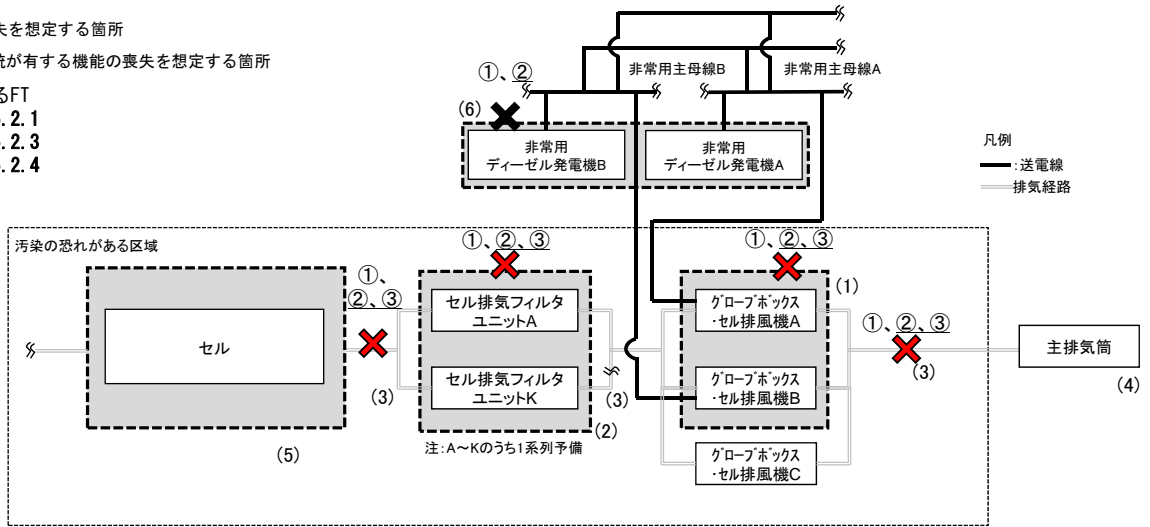 失を想定する箇所
統が有する機能の喪失を想定する箇所
るFT
.2.1
.2.3
.2.4
①、②
(6)
非常用主母線B
非常用主母線A
非常用
ディーゼル発電機B
非常用
ディーゼル発電機A
凡例
:送電線
:排気経路
汚染の恐れがある区域
セル
(5)
①、
②、③
(3)
①、②、③
セル排気フィルタ
ユニットA
セル排気フィルタ
ユニットK
(3)
(2)
注:A～Kのうち1系列予備
①、②、③
(1)
グローブボックス
・セル排風機A
グローブボックス
・セル排風機B
グローブボックス
・セル排風機C
①、②、③
(3)
主排気筒
(4)